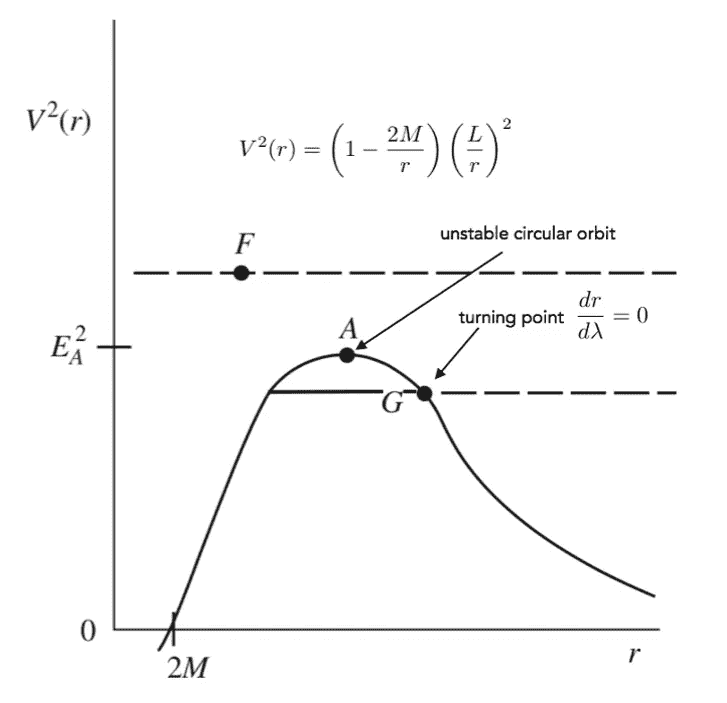 V²(r)
V²(r) = (1 − 2M/r) (L/r)²
unstable circular orbit
F
turning point dr/dλ = 0
E_A²
A
G
0
2M
r